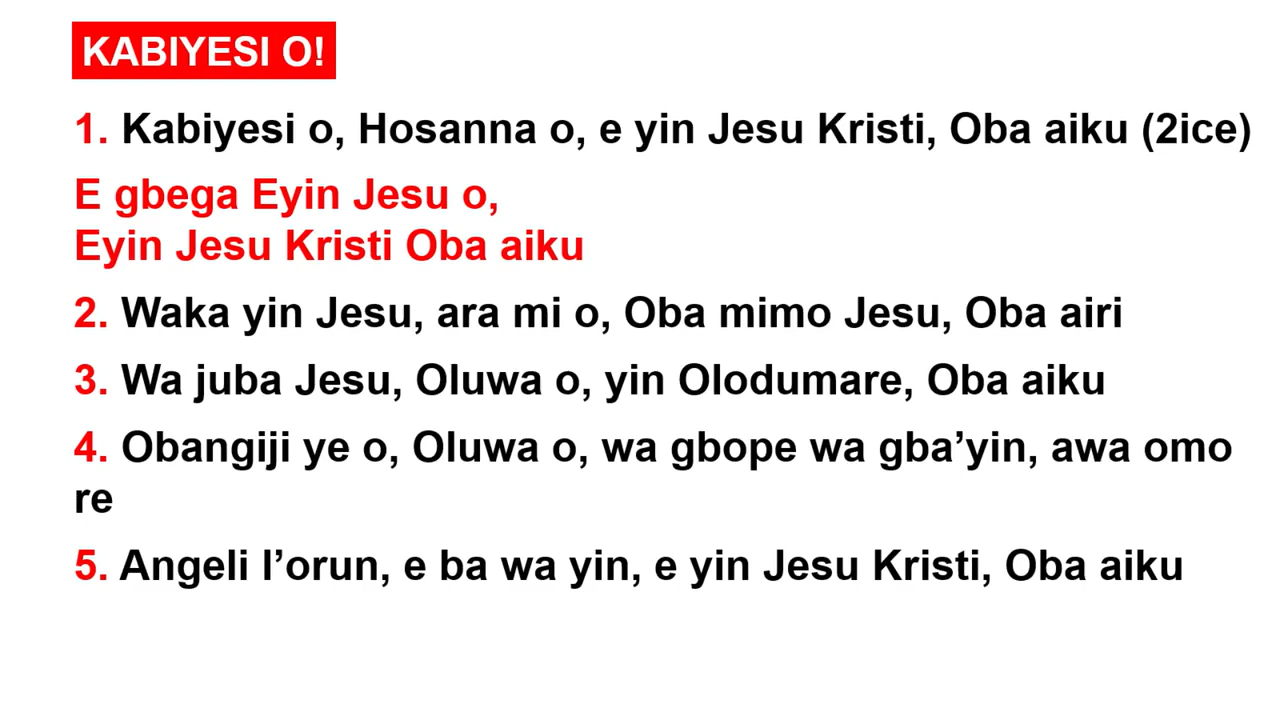 KABIYESI O!
1. Kabiyesi o, Hosanna o, e yin Jesu Kristi, Oba aiku (2ice)
E gbega Eyin Jesu o,
Eyin Jesu Kristi Oba aiku
2. Waka yin Jesu, ara mi o, Oba mimo Jesu, Oba airi
3. Wa juba Jesu, Oluwa o, yin Olodumare, Oba aiku
4. Obangiji ye o, Oluwa o, wa gbope wa gba’yin, awa omo
re
5. Angeli l’orun, e ba wa yin, e yin Jesu Kristi, Oba aiku